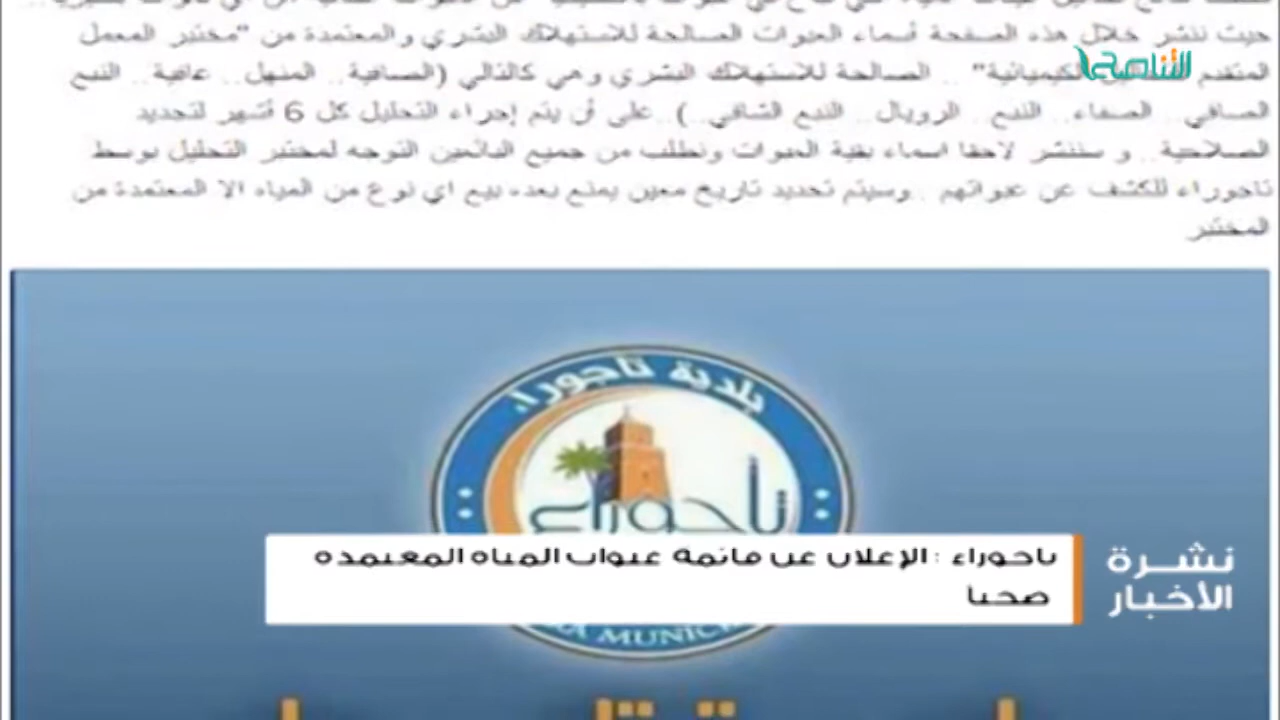 حيث ننشر خلال هذه الصفحة أسماء العبوات الصالحة للاستهلاك البشري والمعتمدة من "مختبر المعمل
المتقدم الكيميائية" .. الصالحة للاستهلاك البشري وهي كالتالي (الصافية.. المنهل.. عافية.. النبع
الصافي.. الصفاء.. النبع.. الرويال.. النبع الشافي..)..على أن يتم إجراء التحليل كل 6 أشهر لتجديد
الصلاحية.. و سننشر لاحقا اسماء بقية العبوات ونطلب من جميع البائعين التوجه لمختبر التحليل بوسط
تاجوراء للكشف عن عبواتهم ..وسيتم تحديد تاريخ معين يمنع بعده بيع اي نوع من المياه الا المعتمدة من
المختبر
التناصح
بلدية تاجوراء
تاجوراء
تاجوراء : الإعلان عن قائمة عبوات المياه المعتمدة
صحيا
نشرة
الأخبار